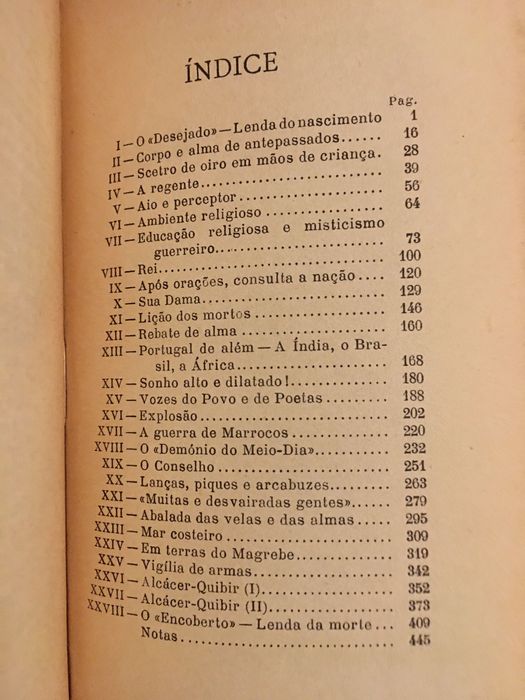 ÍNDICE
Pag.
I — O «Desejado» — Lenda do nascimento 1
II — Corpo e alma de antepassados...... 16
III — Scetro de oiro em mãos de criança. 28
IV — A regente........................ 39
V — Aio e perceptor.................. 56
VI — Ambiente religioso .............. 64
VII — Educação religiosa e misticismo
guerreiro........................ 73
VIII — Rei.............................. 100
IX — Após orações, consulta a nação .... 120
X — Sua Dama......................... 129
XI — Lição dos mortos ................ 146
XII — Rebate de alma .................. 160
XIII — Portugal de além — A Índia, o Bra-
sil, a África.................... 168
XIV — Sonho alto e dilatado!........... 180
XV — Vozes do Povo e de Poetas ........ 188
XVI — Explosão ........................ 202
XVII — A guerra de Marrocos ............ 220
XVIII — O «Demónio do Meio-Dia».......... 232
XIX — O Conselho ...................... 251
XX — Lanças, piques e arcabuzes....... 263
XXI — «Muitas e desvairadas gentes».... 279
XXII — Abalada das velas e das almas ..... 295
XXIII — Mar costeiro .................... 309
XXIV — Em terras do Magrebe............. 319
XXV — Vigília de armas ................ 342
XXVI — Alcácer-Quibir (I)............... 352
XXVII — Alcácer-Quibir (II).............. 373
XXVIII — O «Encoberto» — Lenda da morte ... 409
Notas............................ 445